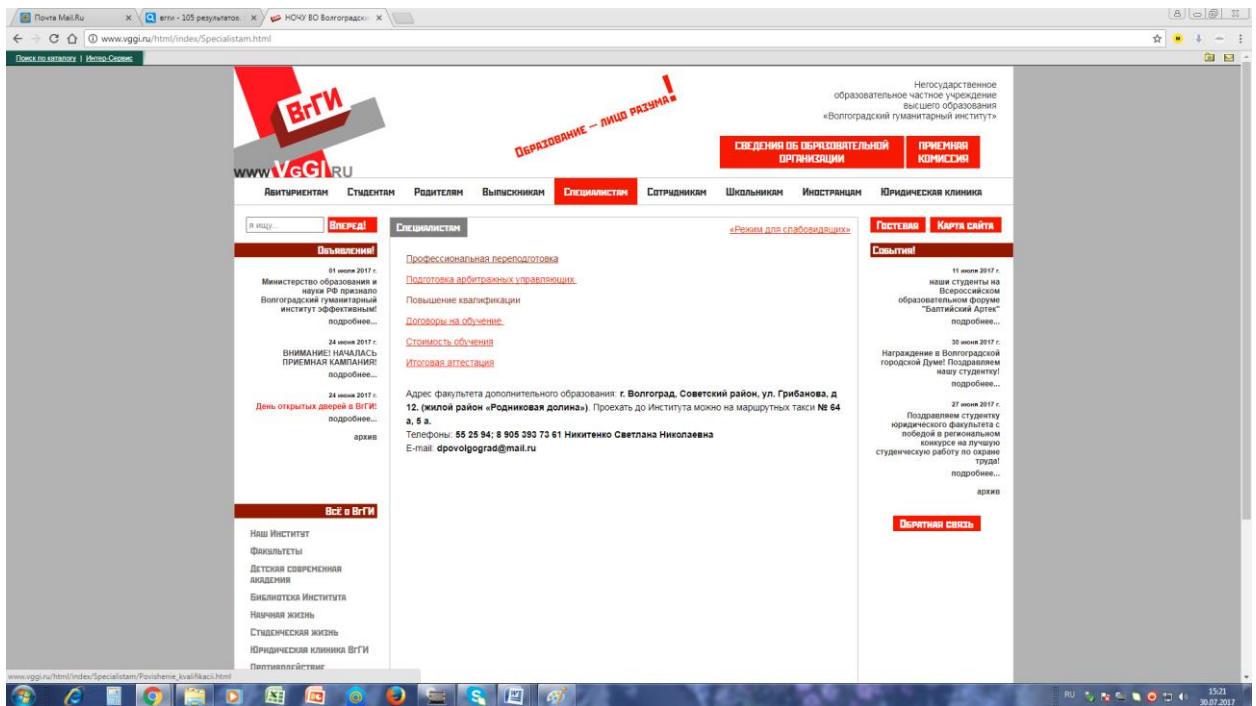 Почта Mail.Ru
вгги - 105 результатов.
НОЧУ ВО Волгоградски
www.vggi.ru/html/index/Specialistam.html
Поиск по каталогу | Интер-Сервис
ВгГИ
www.VgGI.RU
Образование – лицо разума!
Негосударственное
образовательное частное учреждение
высшего образования
«Волгоградский гуманитарный институт»
СВЕДЕНИЯ ОБ ОБРАЗОВАТЕЛЬНОЙ
ОРГАНИЗАЦИИ
ПРИЕМНАЯ
КОМИССИЯ
Абитуриентам Студентам Родителям Выпускникам Специалистам Сотрудникам Школьникам Иностранцам Юридическая клиника
я ищу...
Вперед!
Объявления!
01 июля 2017 г.
Министерство образования и
науки РФ признало
Волгоградский гуманитарный
институт эффективным!
подробнее...
24 июня 2017 г.
ВНИМАНИЕ! НАЧАЛАСЬ
ПРИЕМНАЯ КАМПАНИЯ!
подробнее...
24 июня 2017 г.
День открытых дверей в ВгГИ!
подробнее...
архив
Всё о ВгГИ
Наш Институт
Факультеты
Детская современная
академия
Библиотека Института
Научная жизнь
Студенческая жизнь
Юридическая клиника ВгГИ
Противодействие
Специалистам
«Режим для слабовидящих»
Профессиональная переподготовка
Подготовка арбитражных управляющих
Повышение квалификации
Договоры на обучение
Стоимость обучения
Итоговая аттестация
Адрес факультета дополнительного образования: г. Волгоград, Советский район, ул. Грибанова, д
12. (жилой район «Родниковая долина»). Проехать до Института можно на маршрутных такси № 64
а, 5 а.
Телефоны: 55 25 94; 8 905 393 73 61 Никитенко Светлана Николаевна
E-mail: dpovolgograd@mail.ru
Гостевая
Карта сайта
События!
11 июля 2017 г.
наши студенты на
Всероссийском
образовательном форуме
"Балтийский Артек"
подробнее...
30 июня 2017 г.
Награждение в Волгоградской
городской Думе! Поздравляем
нашу студентку!
подробнее...
27 июня 2017 г.
Поздравляем студентку
юридического факультета с
победой в региональном
конкурсе на лучшую
студенческую работу по охране
труда!
подробнее...
архив
Обратная связь
www.vggi.ru/html/index/Specialistam/Povishenie_kvalifikacii.html
RU
15:21
30.07.2017